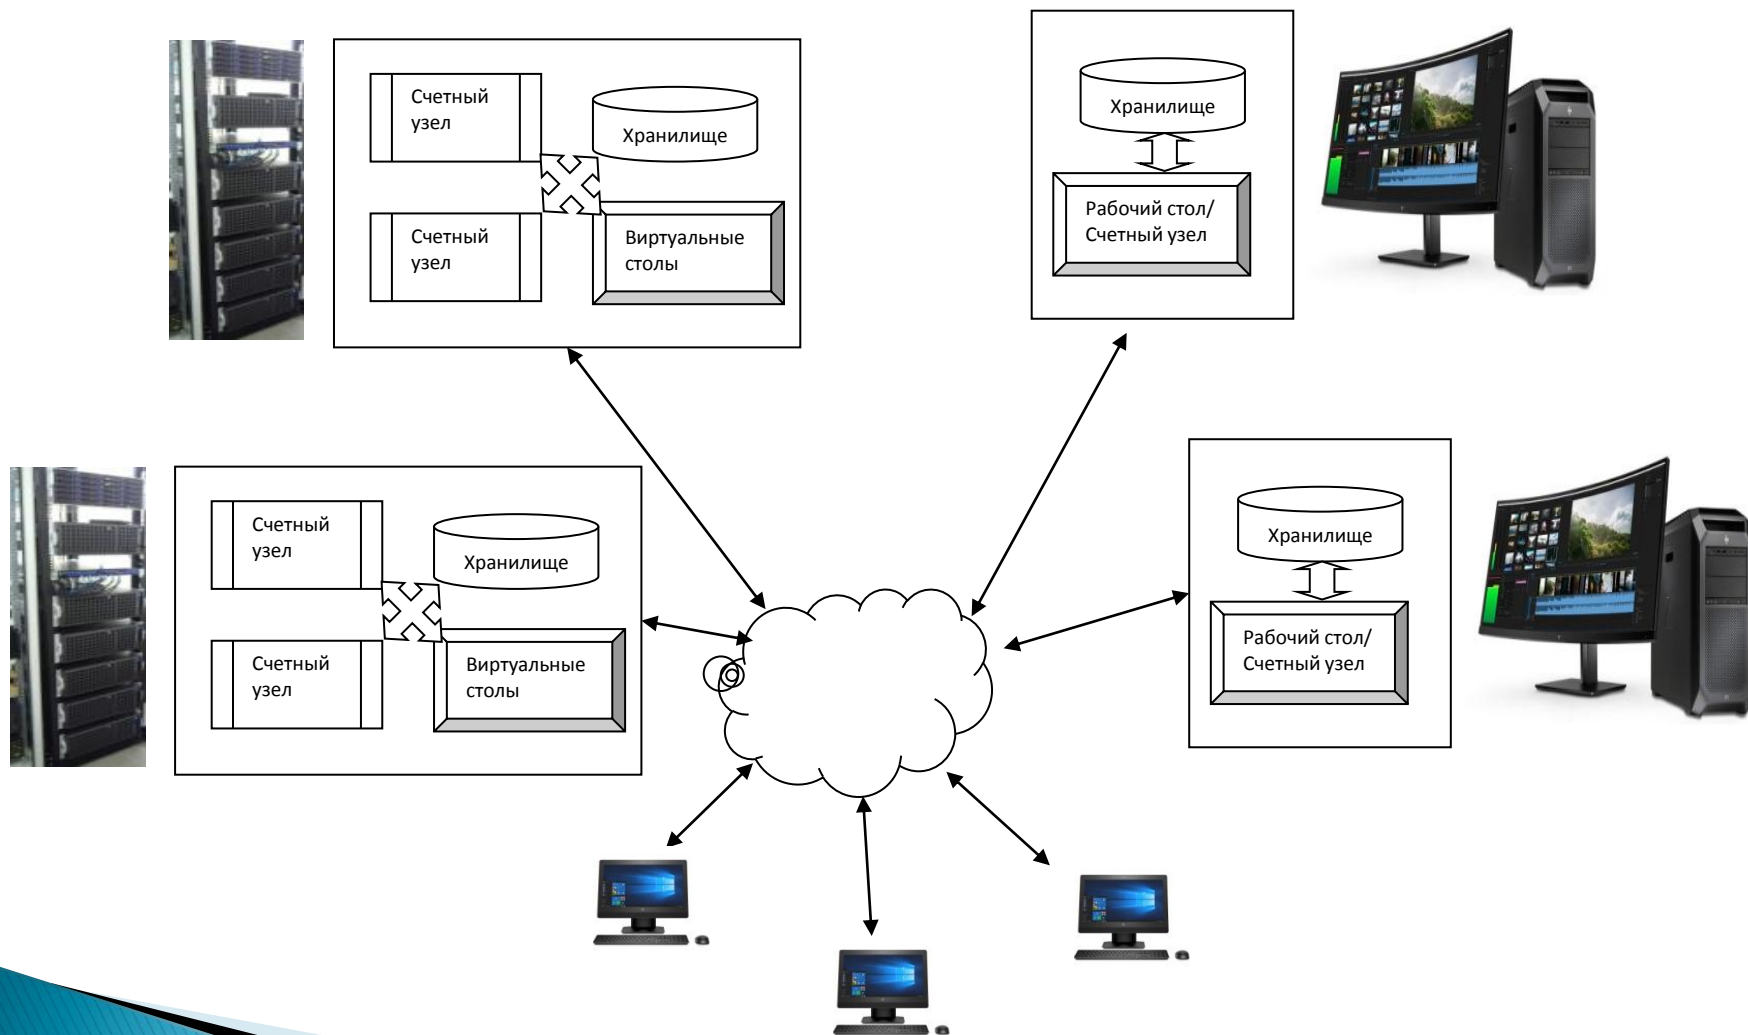 Счетный
узел
Хранилище
Счетный
узел
Виртуальные
столы
Хранилище
Рабочий стол/
Счетный узел
Счетный
узел
Хранилище
Счетный
узел
Виртуальные
столы
Хранилище
Рабочий стол/
Счетный узел